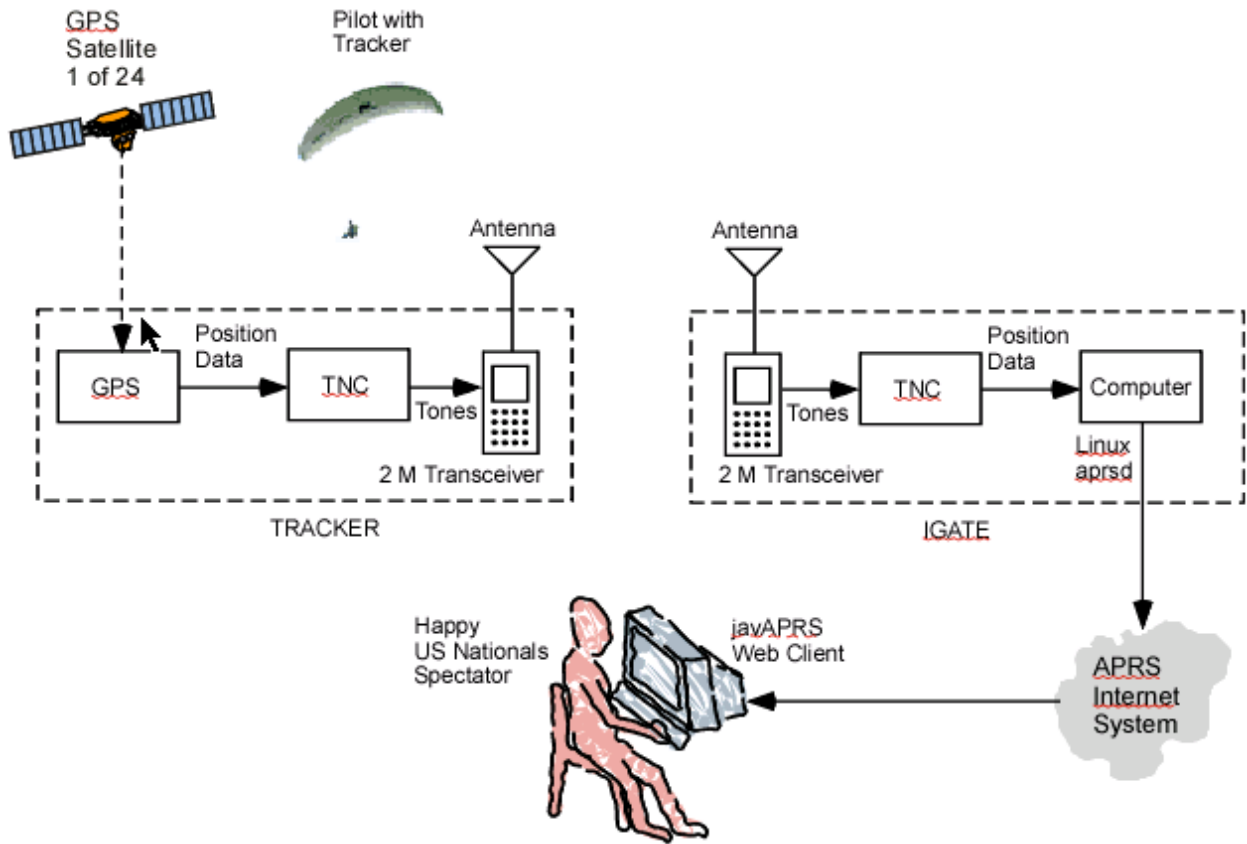 GPS
Satellite
1 of 24
Pilot with
Tracker
Antenna
Antenna
Position
Data
GPS
TNC
Tones
2 M Transceiver
TRACKER
Position
Data
Tones
TNC
Computer
2 M Transceiver
Linux
aprsd
IGATE
Happy
US Nationals
Spectator
javAPRS
Web Client
APRS
Internet
System